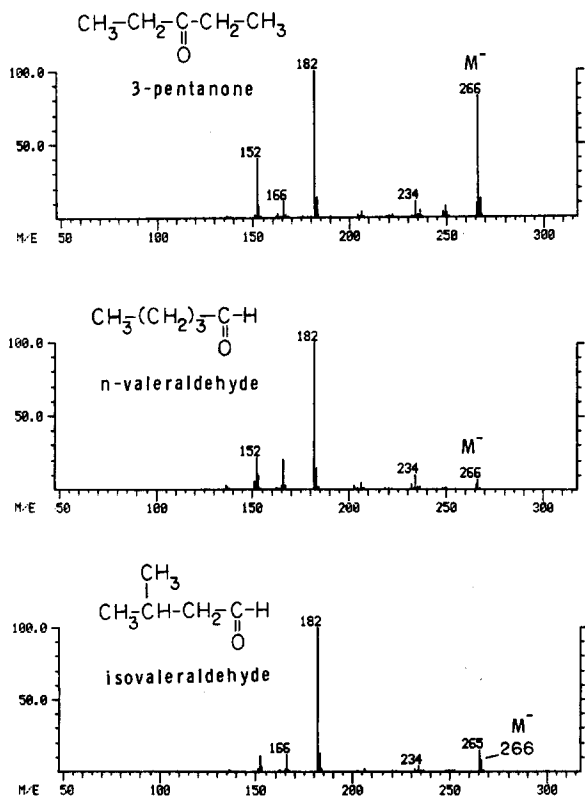 CH₃-CH₂-C-CH₂-CH₃
O
3-pentanone
182
M⁻
100.0
266
50.0
152
166
234
M/E 50 100 150 200 250 300
CH₃-(CH₂)₃-C-H
O
n-valeraldehyde
182
100.0
50.0
M⁻
152
234
266
M/E 50 100 150 200 250 300
CH₃
CH₃-CH-CH₂-C-H
O
isovaleraldehyde
182
100.0
50.0
M⁻
166
234
265
266
M/E 50 100 150 200 250 300